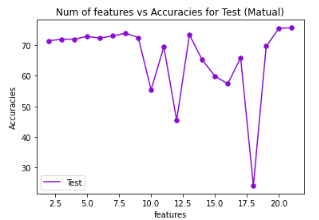 Num of features vs Accuracies for Test (Matual)
Accuracies
70
60
50
40
30
Test
2.5 5.0 7.5 10.0 12.5 15.0 17.5 20.0
features